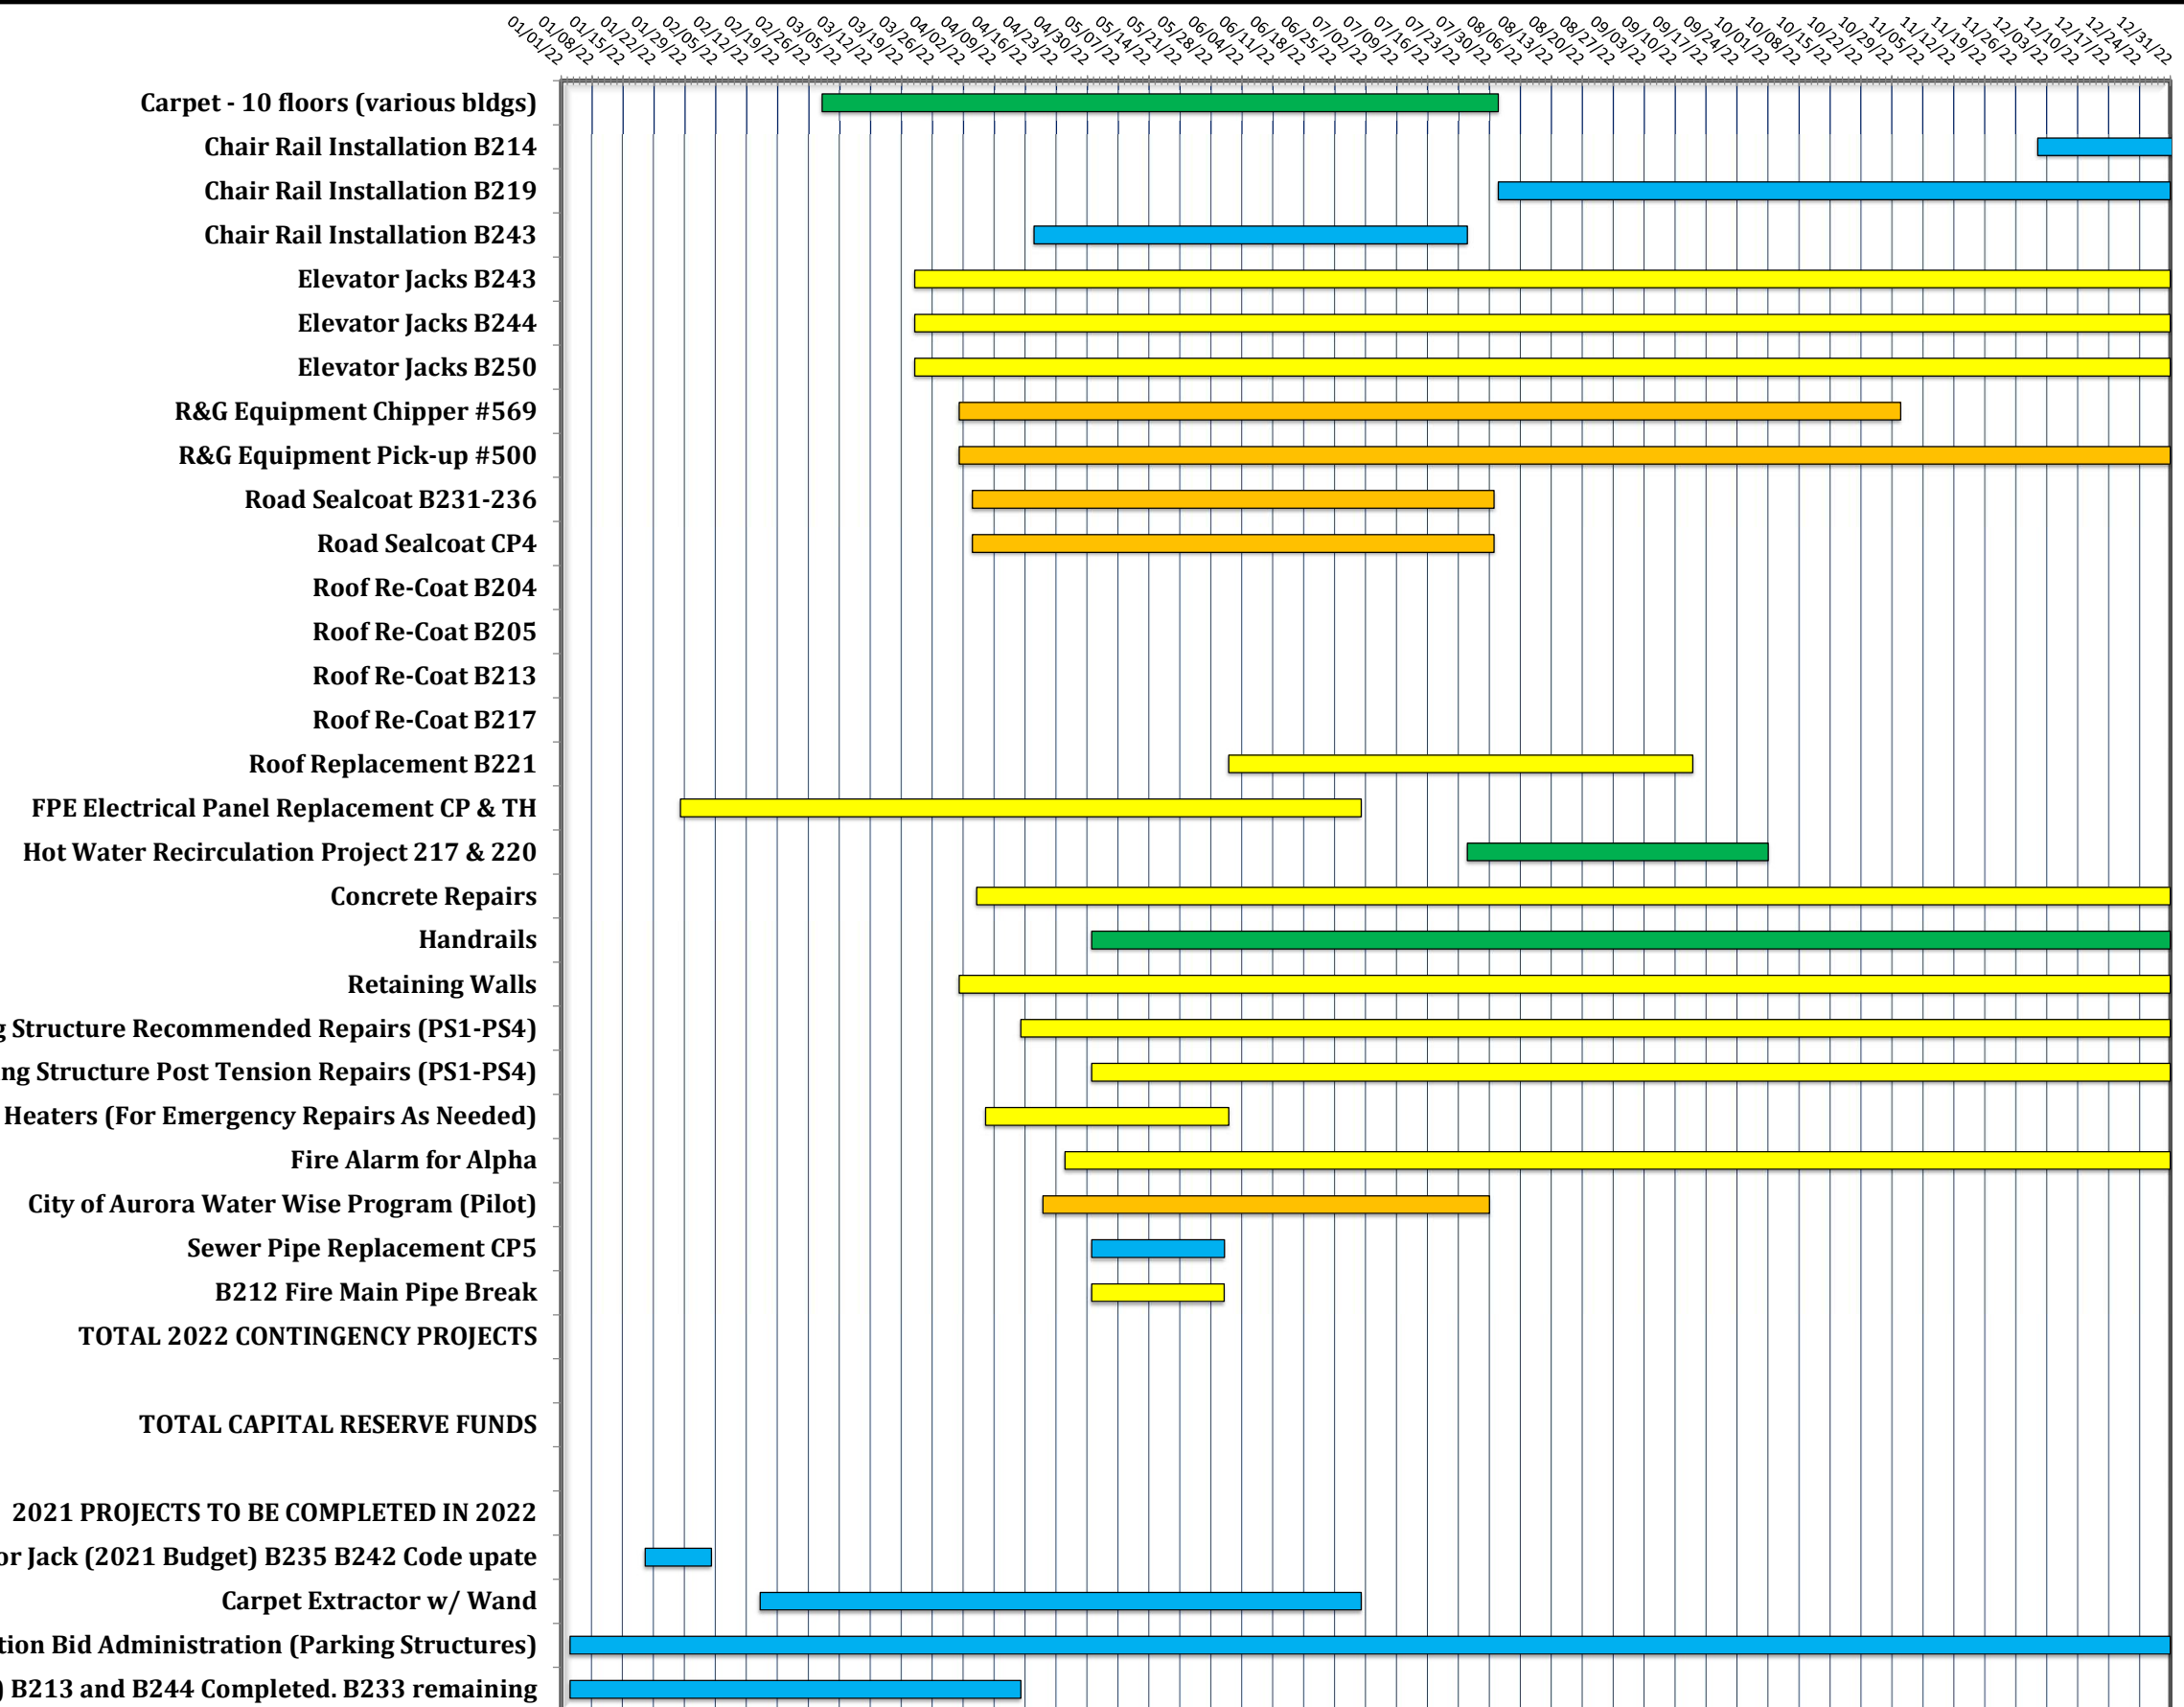 01/01/22
01/08/22
01/15/22
01/22/22
01/29/22
02/05/22
02/12/22
02/19/22
02/26/22
03/05/22
03/12/22
03/19/22
03/26/22
04/02/22
04/09/22
04/16/22
04/23/22
04/30/22
05/07/22
05/14/22
05/21/22
05/28/22
06/04/22
06/11/22
06/18/22
06/25/22
07/02/22
07/09/22
07/16/22
07/23/22
07/30/22
08/06/22
08/13/22
08/20/22
08/27/22
09/03/22
09/10/22
09/17/22
09/24/22
10/01/22
10/08/22
10/15/22
10/22/22
10/29/22
11/05/22
11/12/22
11/19/22
11/26/22
12/03/22
12/10/22
12/17/22
12/24/22
12/31/22
Carpet - 10 floors (various bldgs)
Chair Rail Installation B214
Chair Rail Installation B219
Chair Rail Installation B243
Elevator Jacks B243
Elevator Jacks B244
Elevator Jacks B250
R&G Equipment Chipper #569
R&G Equipment Pick-up #500
Road Sealcoat B231-236
Road Sealcoat CP4
Roof Re-Coat B204
Roof Re-Coat B205
Roof Re-Coat B213
Roof Re-Coat B217
Roof Replacement B221
FPE Electrical Panel Replacement CP & TH
Hot Water Recirculation Project 217 & 220
Concrete Repairs
Handrails
Retaining Walls
g Structure Recommended Repairs (PS1-PS4)
ng Structure Post Tension Repairs (PS1-PS4)
Heaters (For Emergency Repairs As Needed)
Fire Alarm for Alpha
City of Aurora Water Wise Program (Pilot)
Sewer Pipe Replacement CP5
B212 Fire Main Pipe Break
TOTAL 2022 CONTINGENCY PROJECTS
TOTAL CAPITAL RESERVE FUNDS
2021 PROJECTS TO BE COMPLETED IN 2022
or Jack (2021 Budget) B235 B242 Code upate
Carpet Extractor w/ Wand
tion Bid Administration (Parking Structures)
) B213 and B244 Completed. B233 remaining